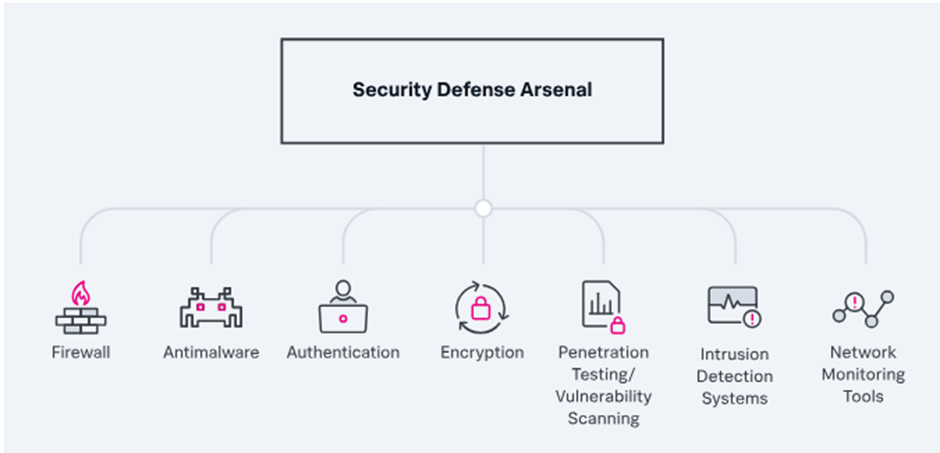 Security Defense Arsenal
Firewall
Antimalware
Authentication
Encryption
Penetration
Testing/
Vulnerability
Scanning
Intrusion
Detection
Systems
Network
Monitoring
Tools